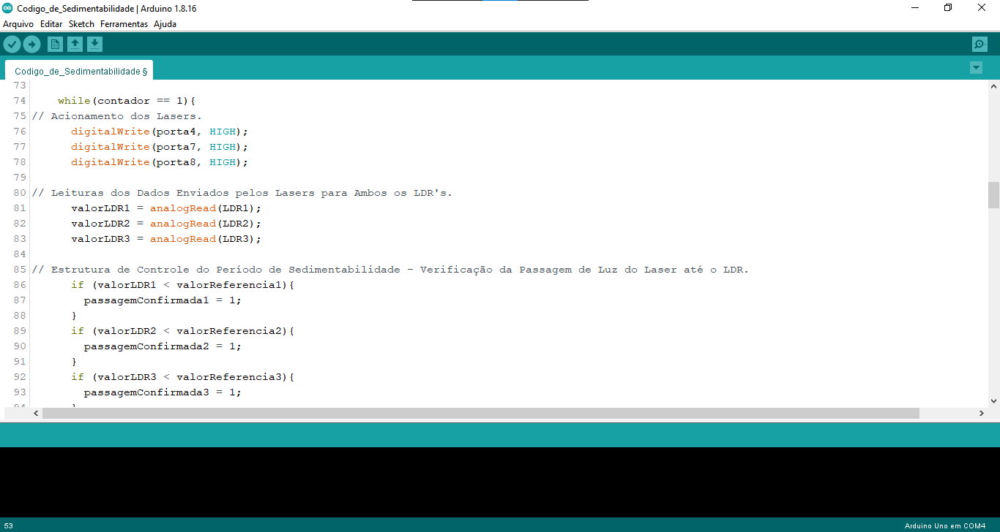 Codigo_de_Sedimentabilidade | Arduino 1.8.16
Arquivo Editar Sketch Ferramentas Ajuda
Codigo_de_Sedimentabilidade §
73
74 while(contador == 1){
75 // Acionamento dos Lasers.
76 digitalWrite(porta4, HIGH);
77 digitalWrite(porta7, HIGH);
78 digitalWrite(porta8, HIGH);
79
80 // Leituras dos Dados Enviados pelos Lasers para Ambos os LDR's.
81 valorLDR1 = analogRead(LDR1);
82 valorLDR2 = analogRead(LDR2);
83 valorLDR3 = analogRead(LDR3);
84
85 // Estrutura de Controle do Período de Sedimentabilidade - Verificação da Passagem de Luz do Laser até o LDR.
86 if (valorLDR1 < valorReferencia1){
87 passagemConfirmada1 = 1;
88 }
89 if (valorLDR2 < valorReferencia2){
90 passagemConfirmada2 = 1;
91 }
92 if (valorLDR3 < valorReferencia3){
93 passagemConfirmada3 = 1;
94 }
53
Arduino Uno em COM4